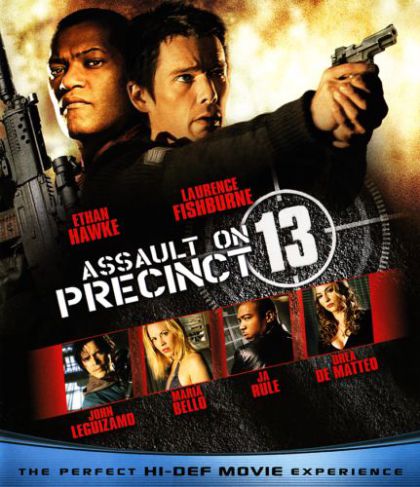 ETHAN
HAWKE
LAURENCE
FISHBURNE
ASSAULT ON
PRECINCT 13
JOHN
LEGUIZAMO
MARIA
BELLO
JA
RULE
DREA
DE MATTEO
THE PERFECT HI-DEF MOVIE EXPERIENCE